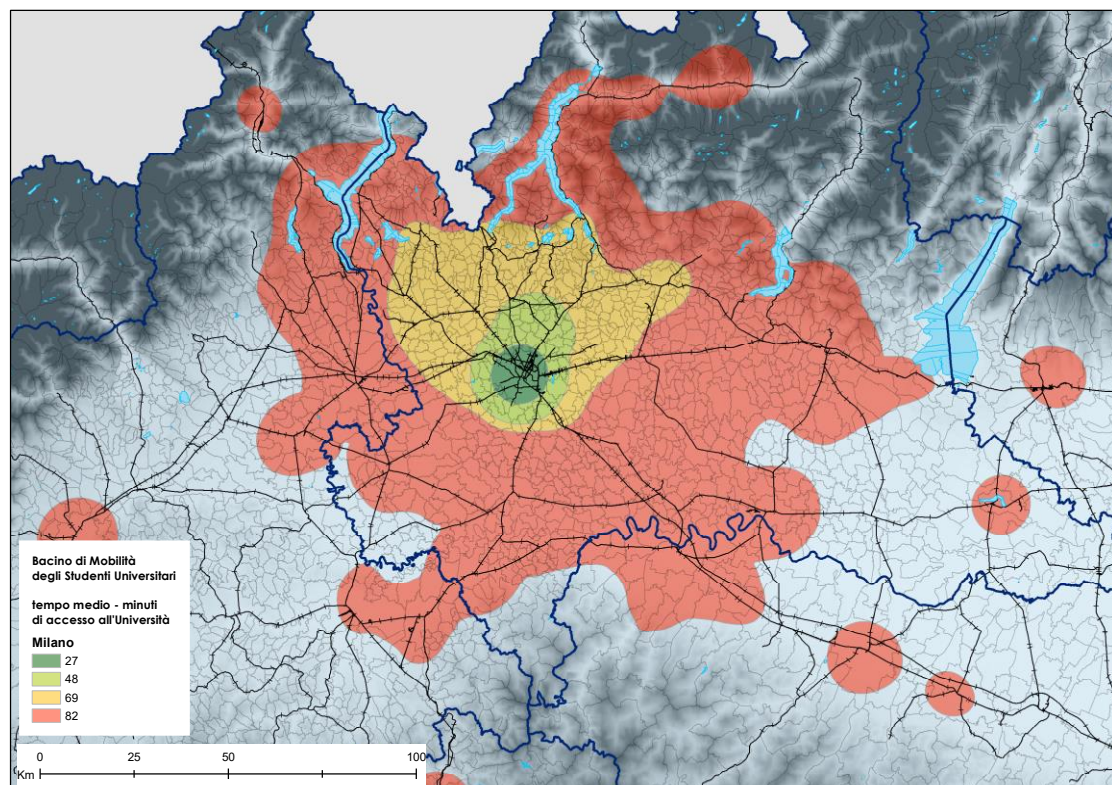 Bacino di Mobilità
degli Studenti Universitari
tempo medio - minuti
di accesso all'Università
Milano
27
48
69
82
0 25 50 100
Km